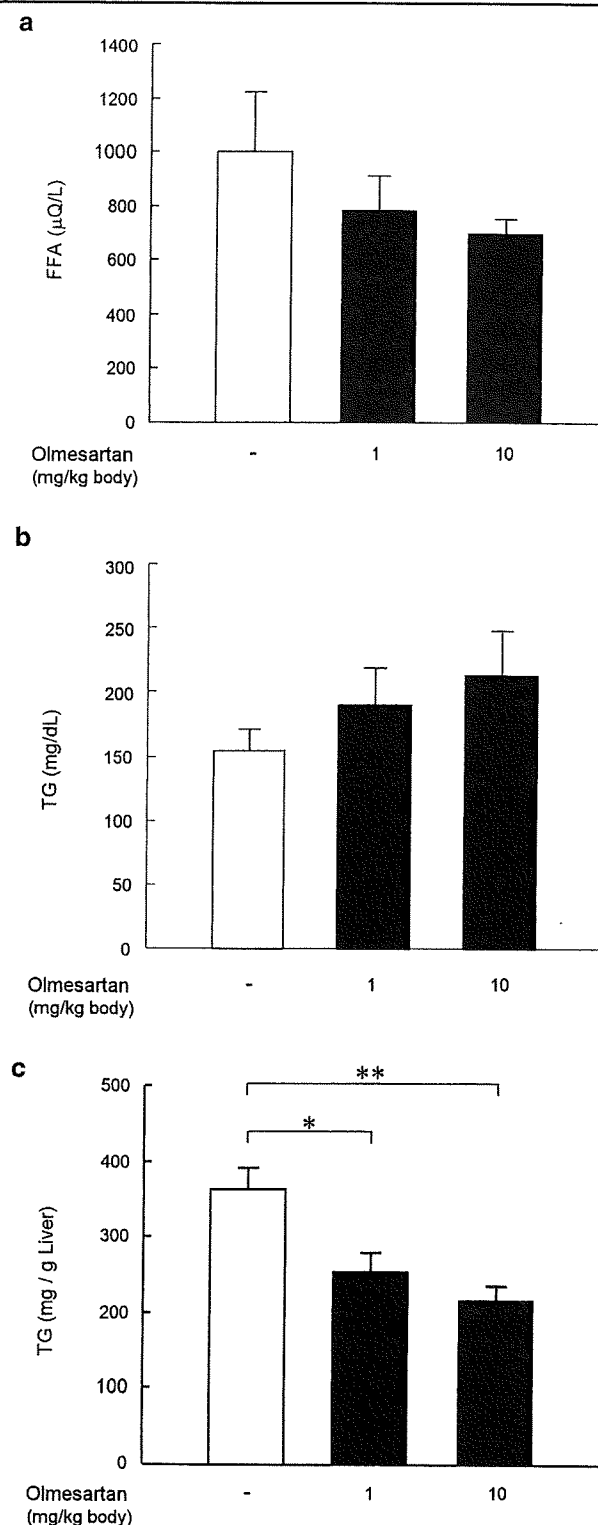 a
1400
1200
1000
800
600
400
200
0
FFA (μQ/L)
Olmesartan - 1 10
(mg/kg body)
b
300
250
200
150
100
50
0
TG (mg/dL)
Olmesartan - 1 10
(mg/kg body)
c
** 
*
500
400
300
200
100
0
TG (mg / g Liver)
Olmesartan - 1 10
(mg/kg body)